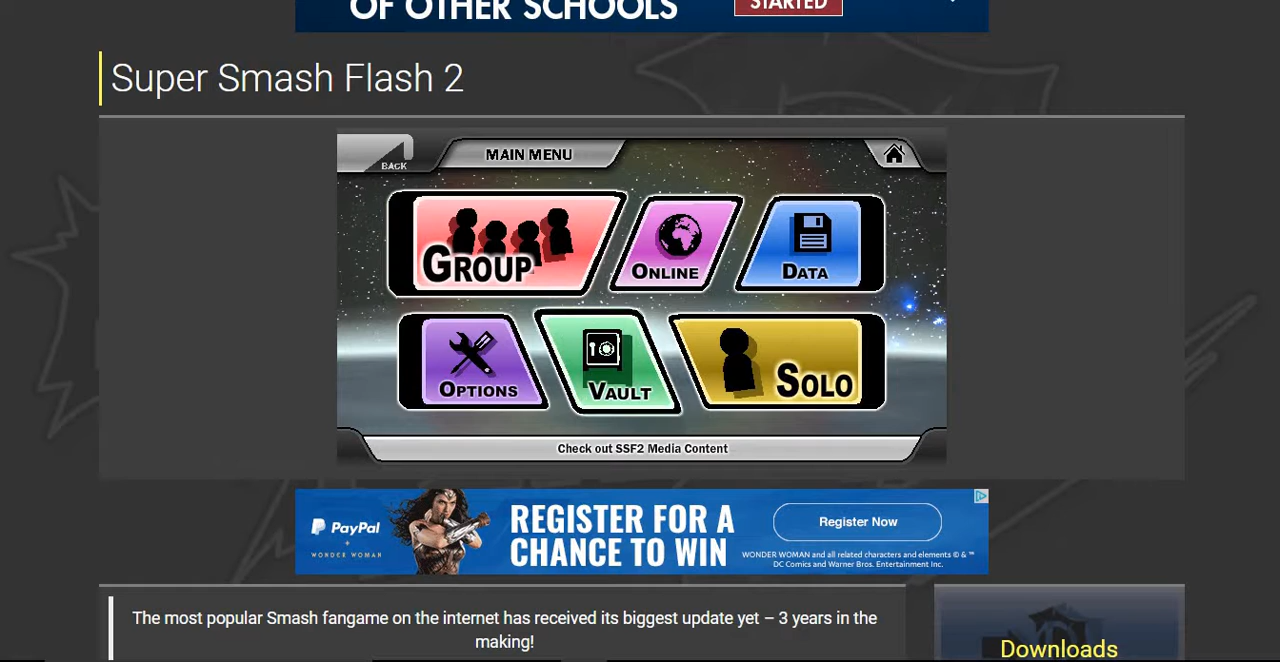 OF OTHER SCHOOLS
STARTED
Super Smash Flash 2
BACK
MAIN MENU
GROUP
ONLINE
DATA
OPTIONS
VAULT
SOLO
Check out SSF2 Media Content
PayPal
+
WONDER WOMAN
REGISTER FOR A
CHANCE TO WIN
Register Now
WONDER WOMAN and all related characters and elements © & ™
DC Comics and Warner Bros. Entertainment Inc.
The most popular Smash fangame on the internet has received its biggest update yet – 3 years in the
making!
Downloads